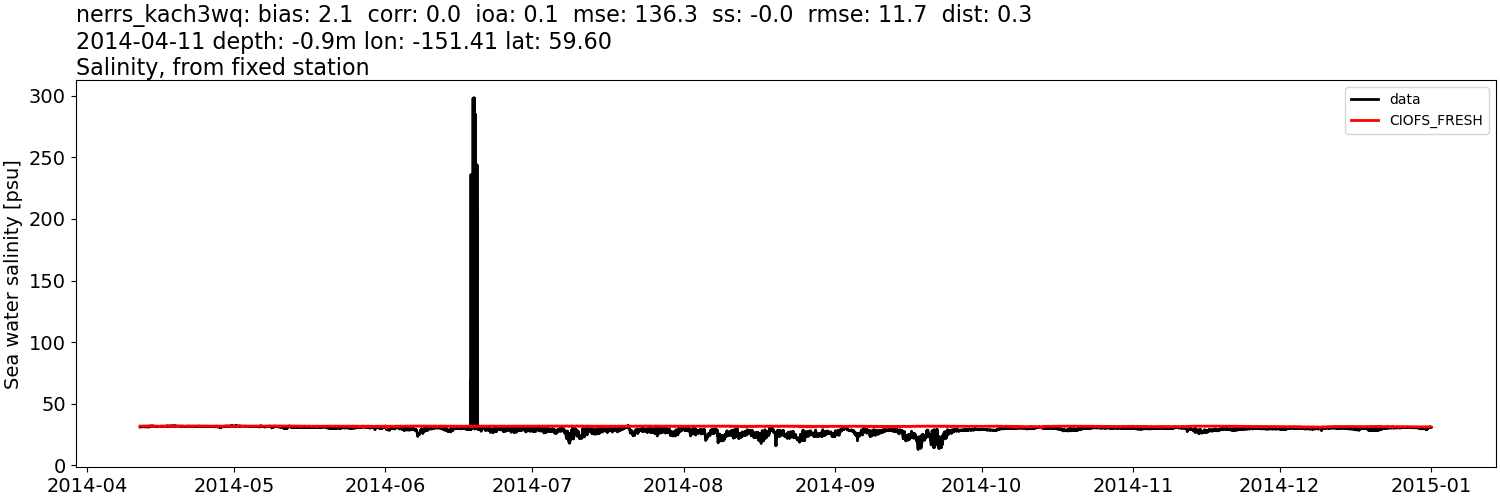 nerrs_kach3wq: bias: 2.1  corr: 0.0  ioa: 0.1  mse: 136.3  ss: -0.0  rmse: 11.7  dist: 0.3
2014-04-11 depth: -0.9m lon: -151.41 lat: 59.60
Salinity, from fixed station
data
CIOFS_FRESH
Sea water salinity [psu]
300
250
200
150
100
50
0
2014-04 2014-05 2014-06 2014-07 2014-08 2014-09 2014-10 2014-11 2014-12 2015-01